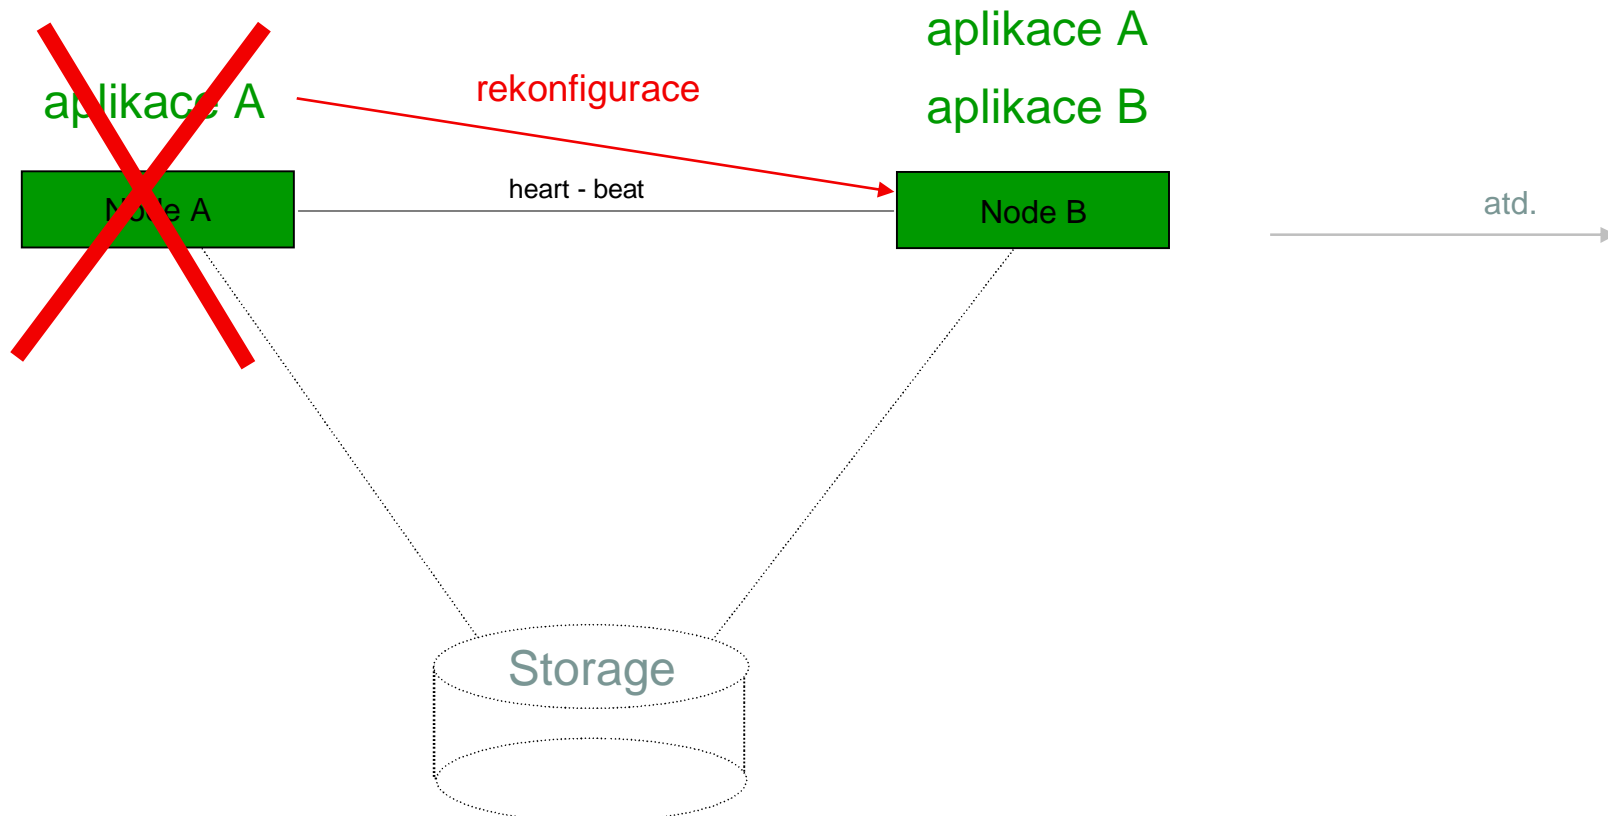 aplikace A
aplikace A
rekonfigurace
aplikace B
heart - beat
Node A
Node B
atd.
Storage